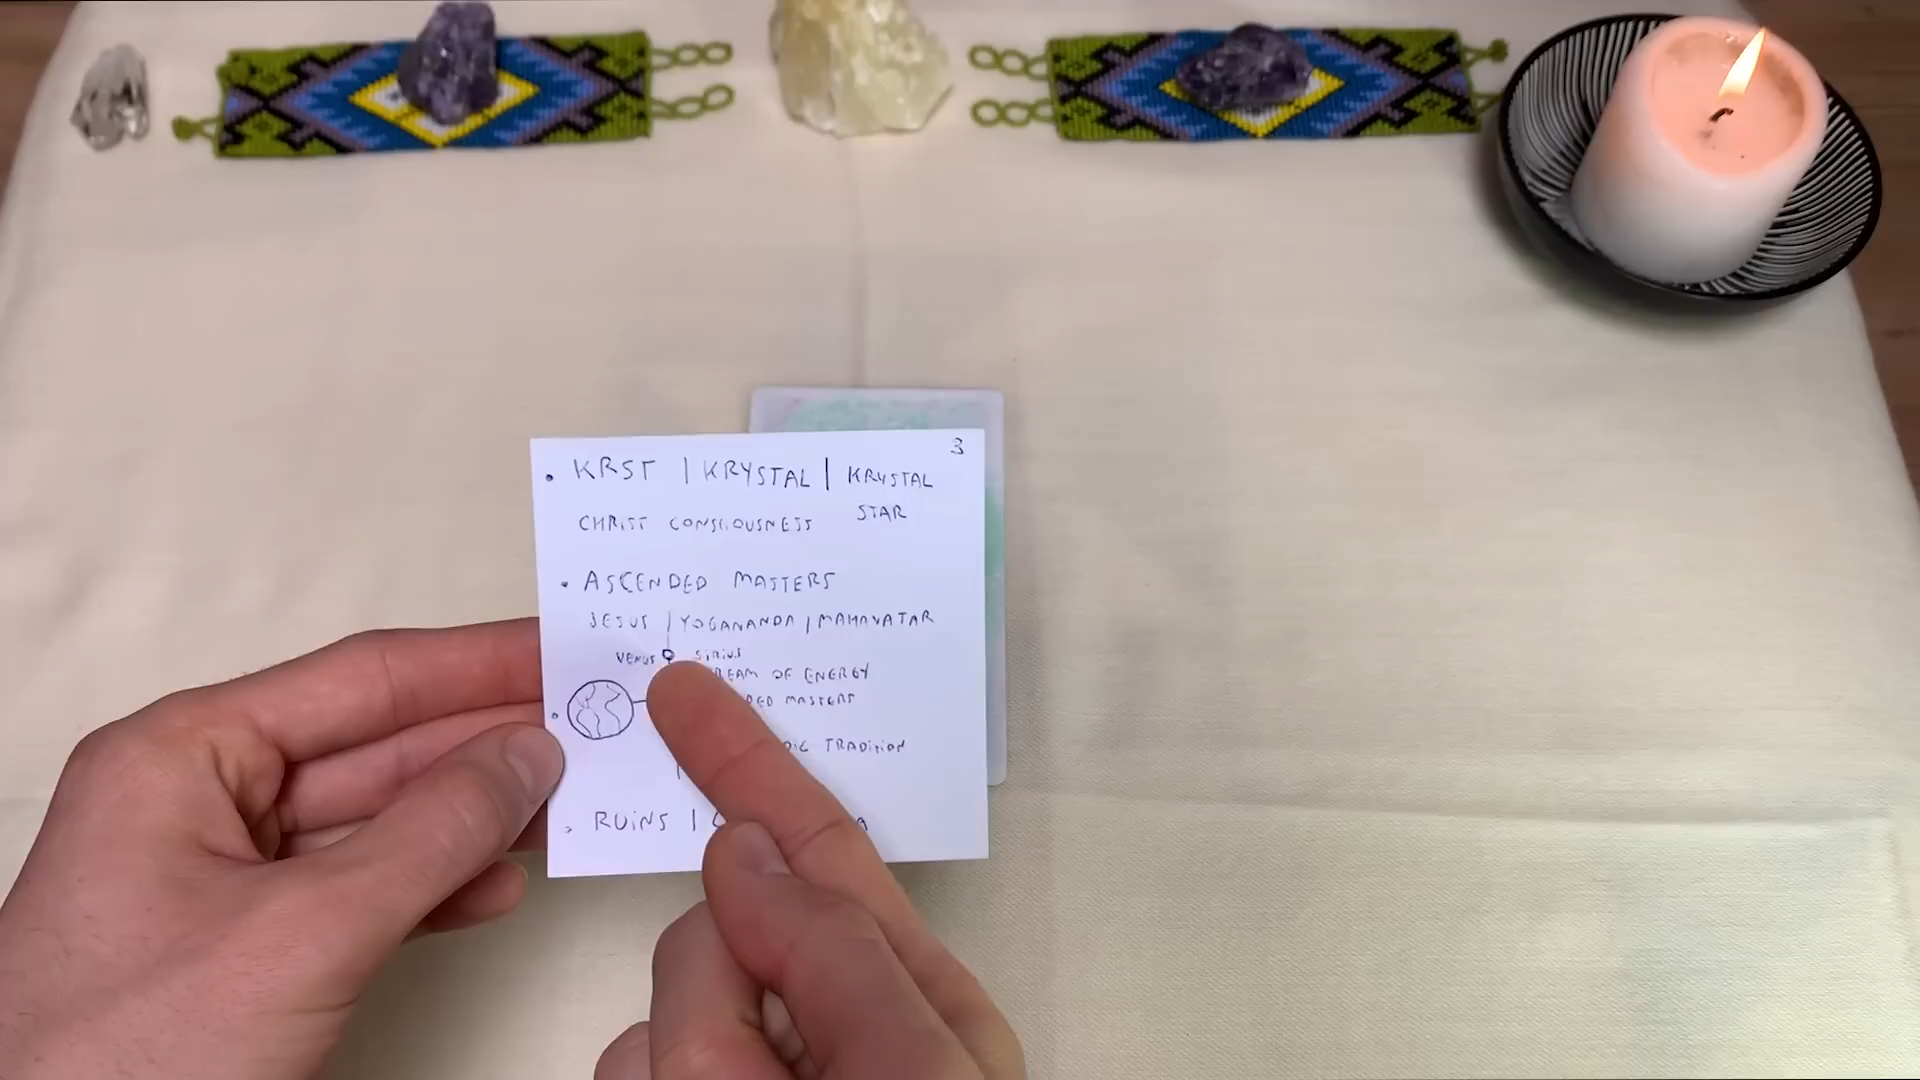 3
• KRST | KRYSTAL | KRYSTAL
STAR
CHRIST CONSCIOUSNESS
• ASCENDED MASTERS
JESUS | YOGANANDA | MAHAVATAR
VENUS SIRIUS
OF ENERGY
MASTERS
TRADITION
RUINS |